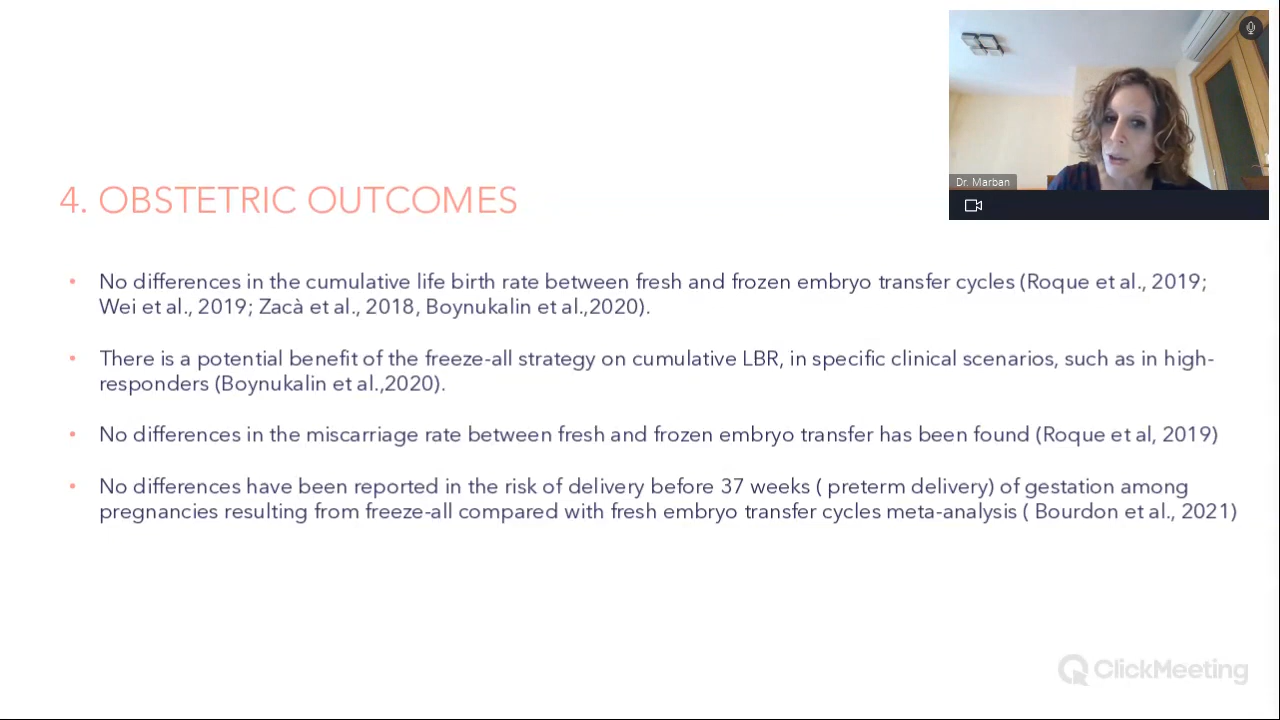 Dr. Marban
4. OBSTETRIC OUTCOMES
• No differences in the cumulative life birth rate between fresh and frozen embryo transfer cycles (Roque et al., 2019;
Wei et al., 2019; Zacà et al., 2018, Boynukalin et al.,2020).
• There is a potential benefit of the freeze-all strategy on cumulative LBR, in specific clinical scenarios, such as in high-
responders (Boynukalin et al.,2020).
• No differences in the miscarriage rate between fresh and frozen embryo transfer has been found (Roque et al, 2019)
• No differences have been reported in the risk of delivery before 37 weeks ( preterm delivery) of gestation among
pregnancies resulting from freeze-all compared with fresh embryo transfer cycles meta-analysis ( Bourdon et al., 2021)
ClickMeeting